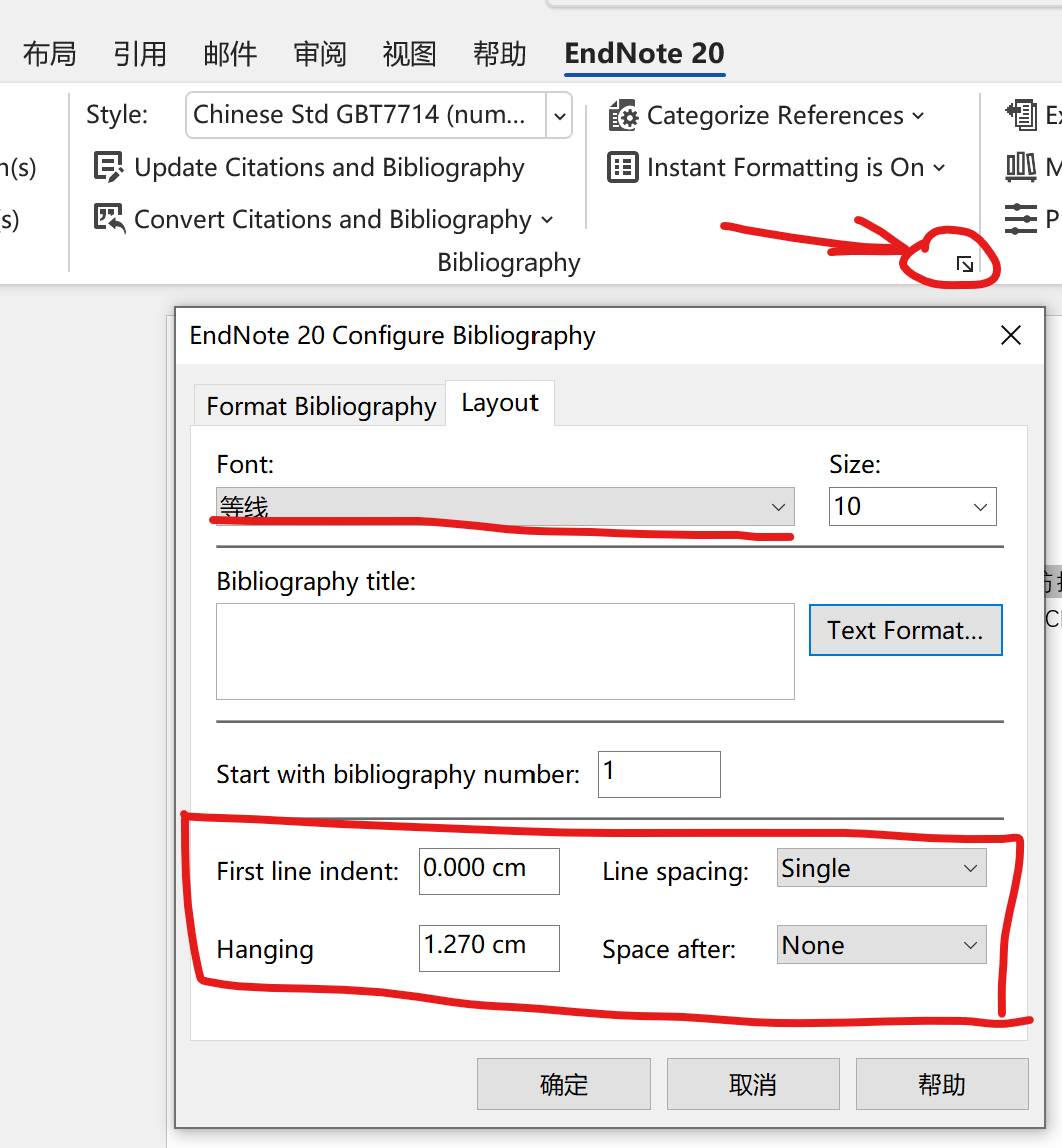 布局 引用 邮件 审阅 视图 帮助 EndNote 20
Style: Chinese Std GBT7714 (num... Categorize References
n(s) Update Citations and Bibliography Instant Formatting is On
(s) Convert Citations and Bibliography P
Bibliography
EndNote 20 Configure Bibliography
Format Bibliography Layout
Font: Size:
等线 10
Bibliography title:
Text Format...
Start with bibliography number: 1
First line indent: 0.000 cm Line spacing: Single
Hanging 1.270 cm Space after: None
确定 取消 帮助